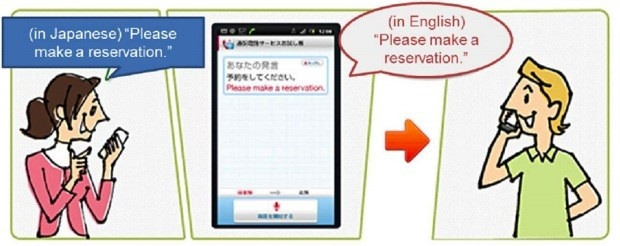 (in Japanese) “Please
make a reservation.”
あなたの発言
予約をしてください。
Please make a reservation.
(in English)
“Please make a
reservation.”